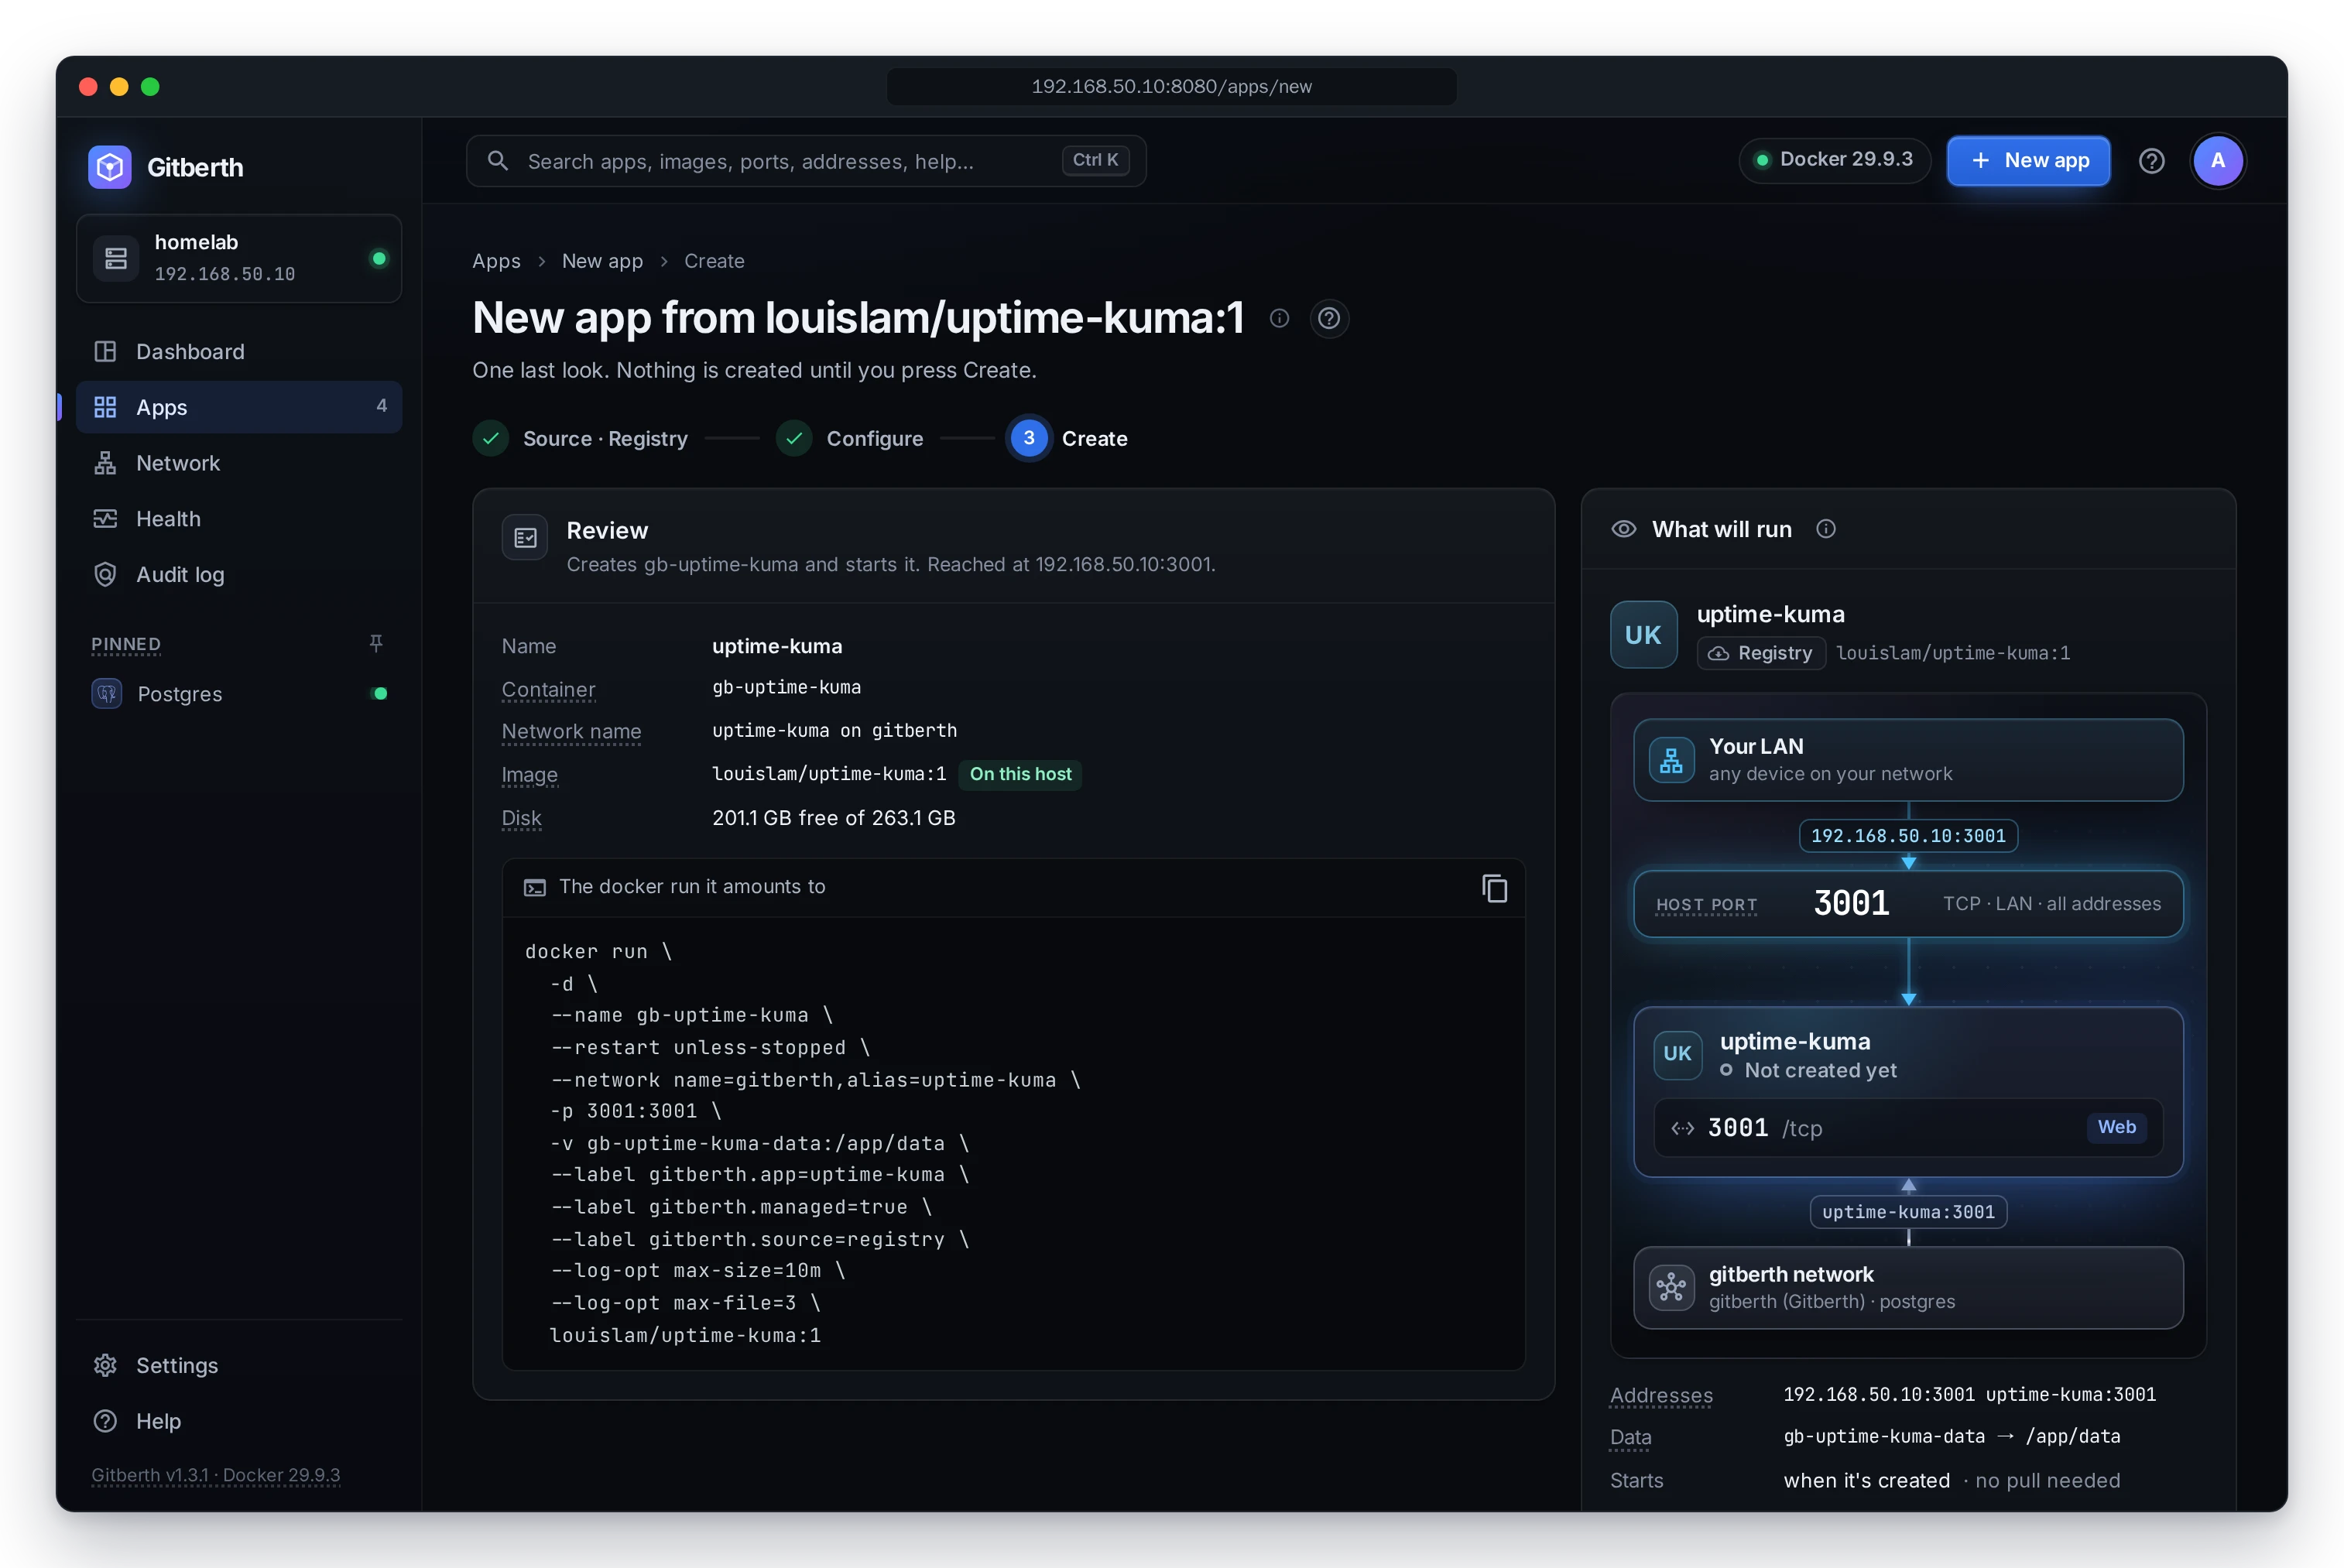 192.168.50.10:8080/apps/new
Gitberth
Search apps, images, ports, addresses, help...
Ctrl K
Docker 29.9.3
New app
A
homelab
192.168.50.10
Dashboard
Apps
4
Network
Health
Audit log
PINNED
Postgres
Settings
Help
Gitberth v1.3.1 · Docker 29.9.3
Apps
New app
Create
New app from louislam/uptime-kuma:1
One last look. Nothing is created until you press Create.
Source · Registry
Configure
3
Create
Review
Creates gb-uptime-kuma and starts it. Reached at 192.168.50.10:3001.
Name
uptime-kuma
Container
gb-uptime-kuma
Network name
uptime-kuma on gitberth
Image
louislam/uptime-kuma:1
On this host
Disk
201.1 GB free of 263.1 GB
The docker run it amounts to
docker run \
-d \
--name gb-uptime-kuma \
--restart unless-stopped \
--network name=gitberth,alias=uptime-kuma \
-p 3001:3001 \
-v gb-uptime-kuma-data:/app/data \
--label gitberth.app=uptime-kuma \
--label gitberth.managed=true \
--label gitberth.source=registry \
--log-opt max-size=10m \
--log-opt max-file=3 \
louislam/uptime-kuma:1
What will run
UK
uptime-kuma
Registry
louislam/uptime-kuma:1
Your LAN
any device on your network
192.168.50.10:3001
HOST PORT
3001
TCP · LAN · all addresses
UK
uptime-kuma
Not created yet
3001 /tcp
Web
uptime-kuma:3001
gitberth network
gitberth (Gitberth) · postgres
Addresses
192.168.50.10:3001 uptime-kuma:3001
Data
gb-uptime-kuma-data → /app/data
Starts
when it's created · no pull needed